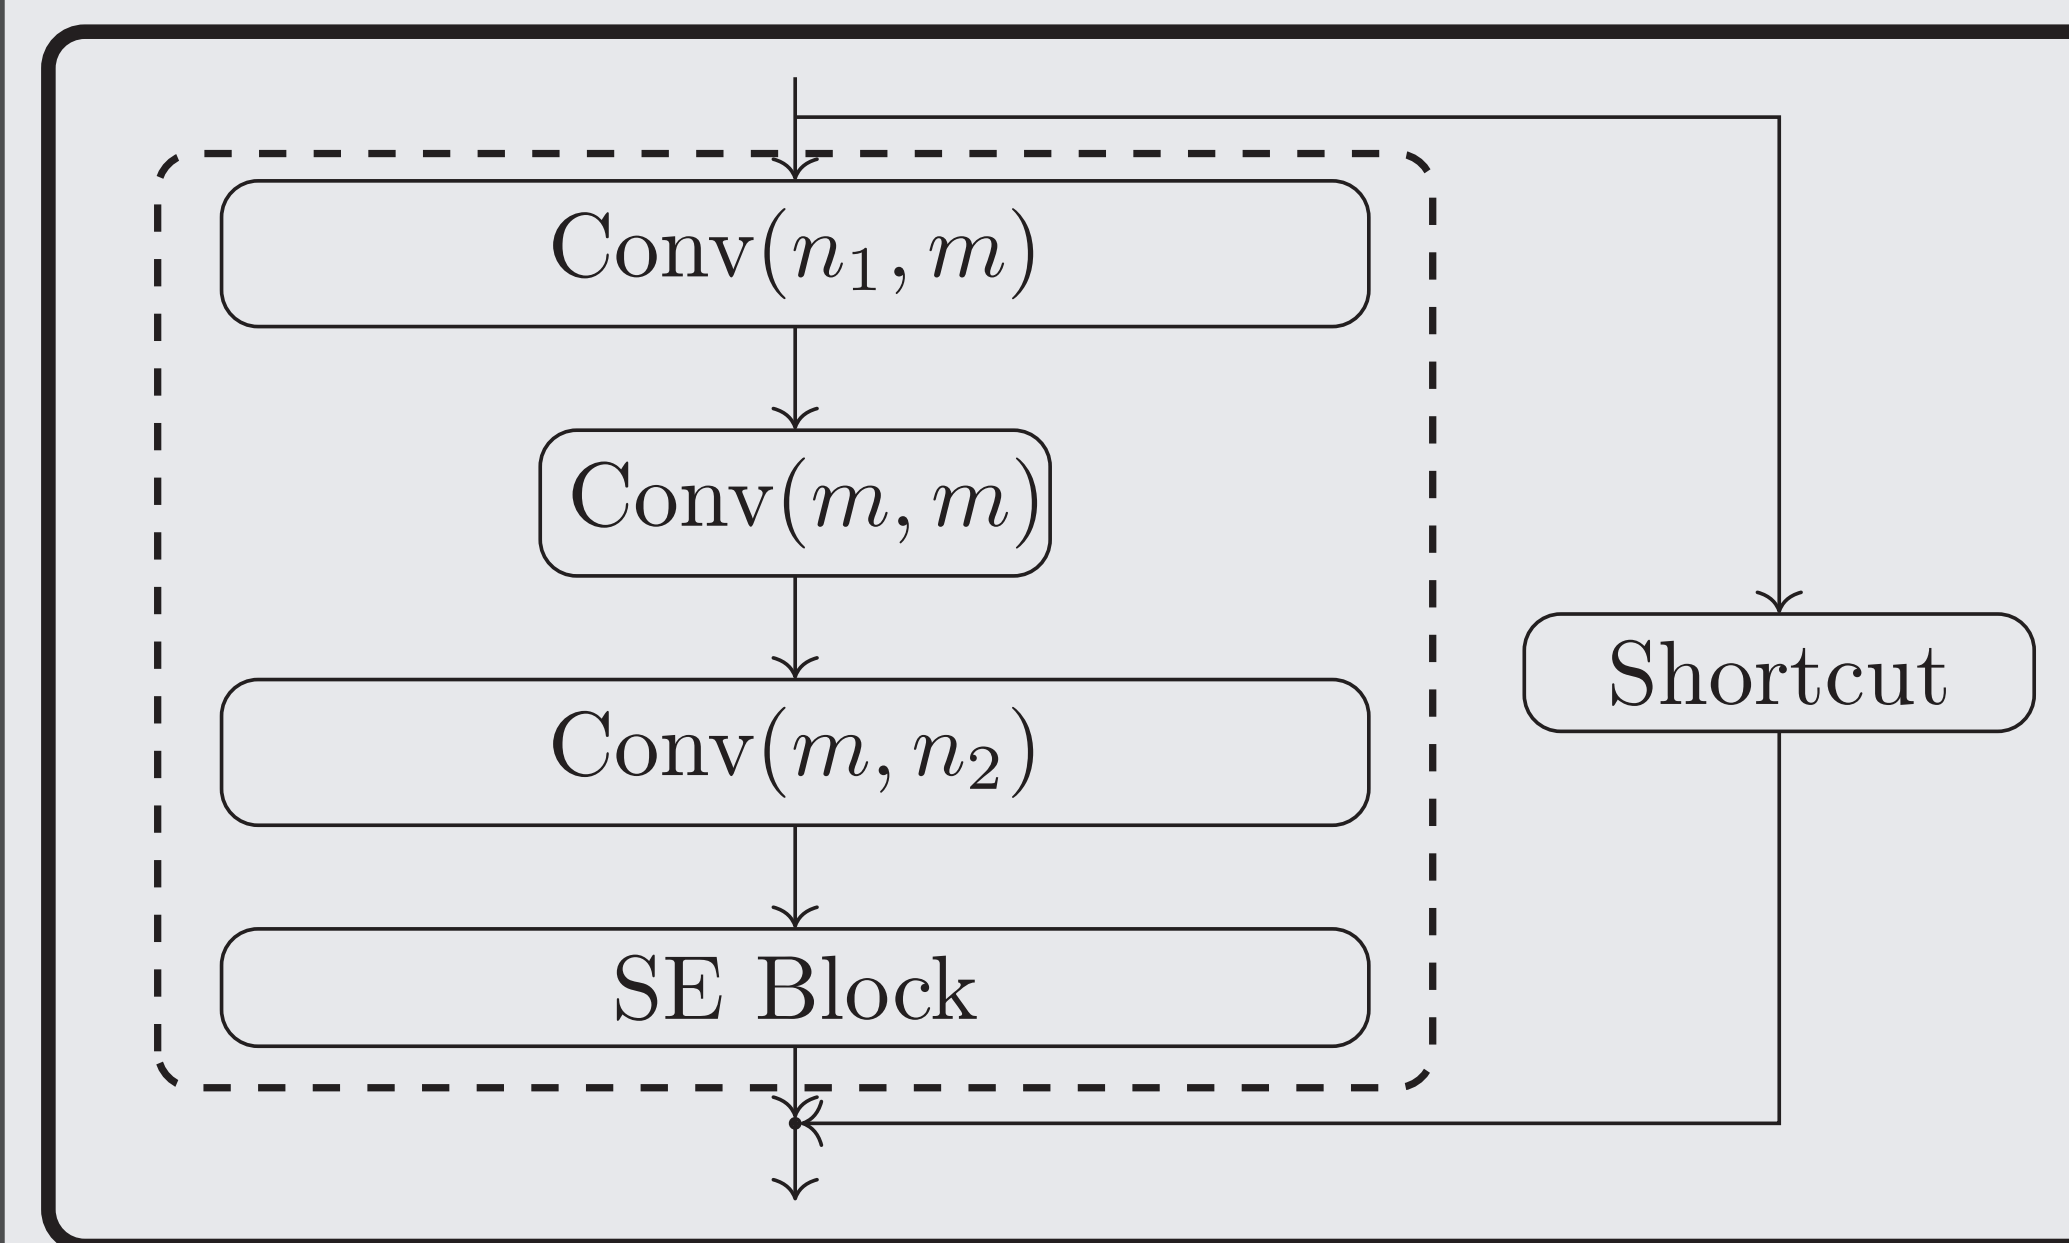 Conv(n₁, m)
Conv(m, m)
Conv(m, n₂)
SE Block
Shortcut